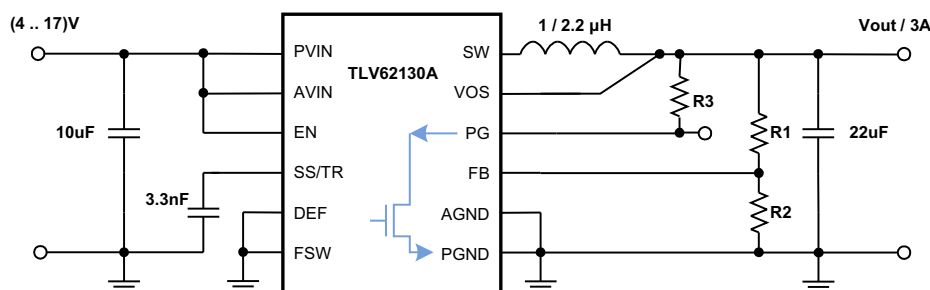 (4 .. 17)V
1 / 2.2 µH
Vout / 3A
PVIN
SW
TLV62130A
AVIN
VOS
R3
10uF
EN
PG
R1
22uF
SS/TR
FB
3.3nF
DEF
AGND
R2
FSW
PGND